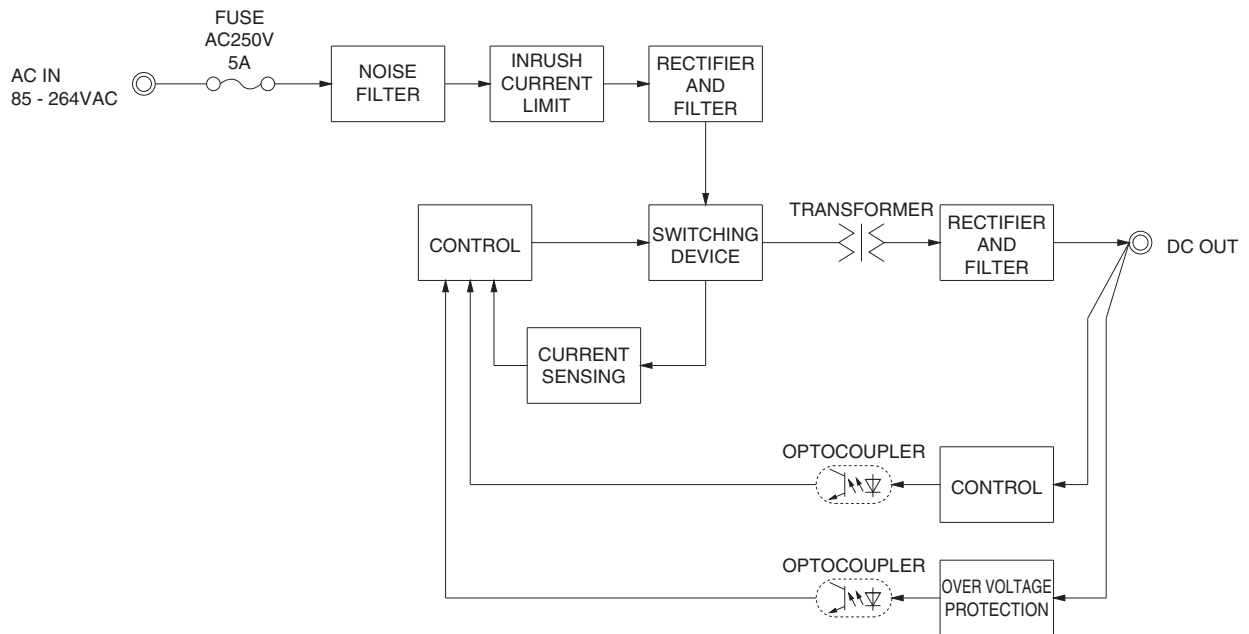 FUSE
AC250V
5A
AC IN
85 - 264VAC
NOISE
FILTER
INRUSH
CURRENT
LIMIT
RECTIFIER
AND
FILTER
CONTROL
SWITCHING
DEVICE
TRANSFORMER
RECTIFIER
AND
FILTER
DC OUT
CURRENT
SENSING
OPTOCOUPLER
CONTROL
OPTOCOUPLER
OVER VOLTAGE
PROTECTION